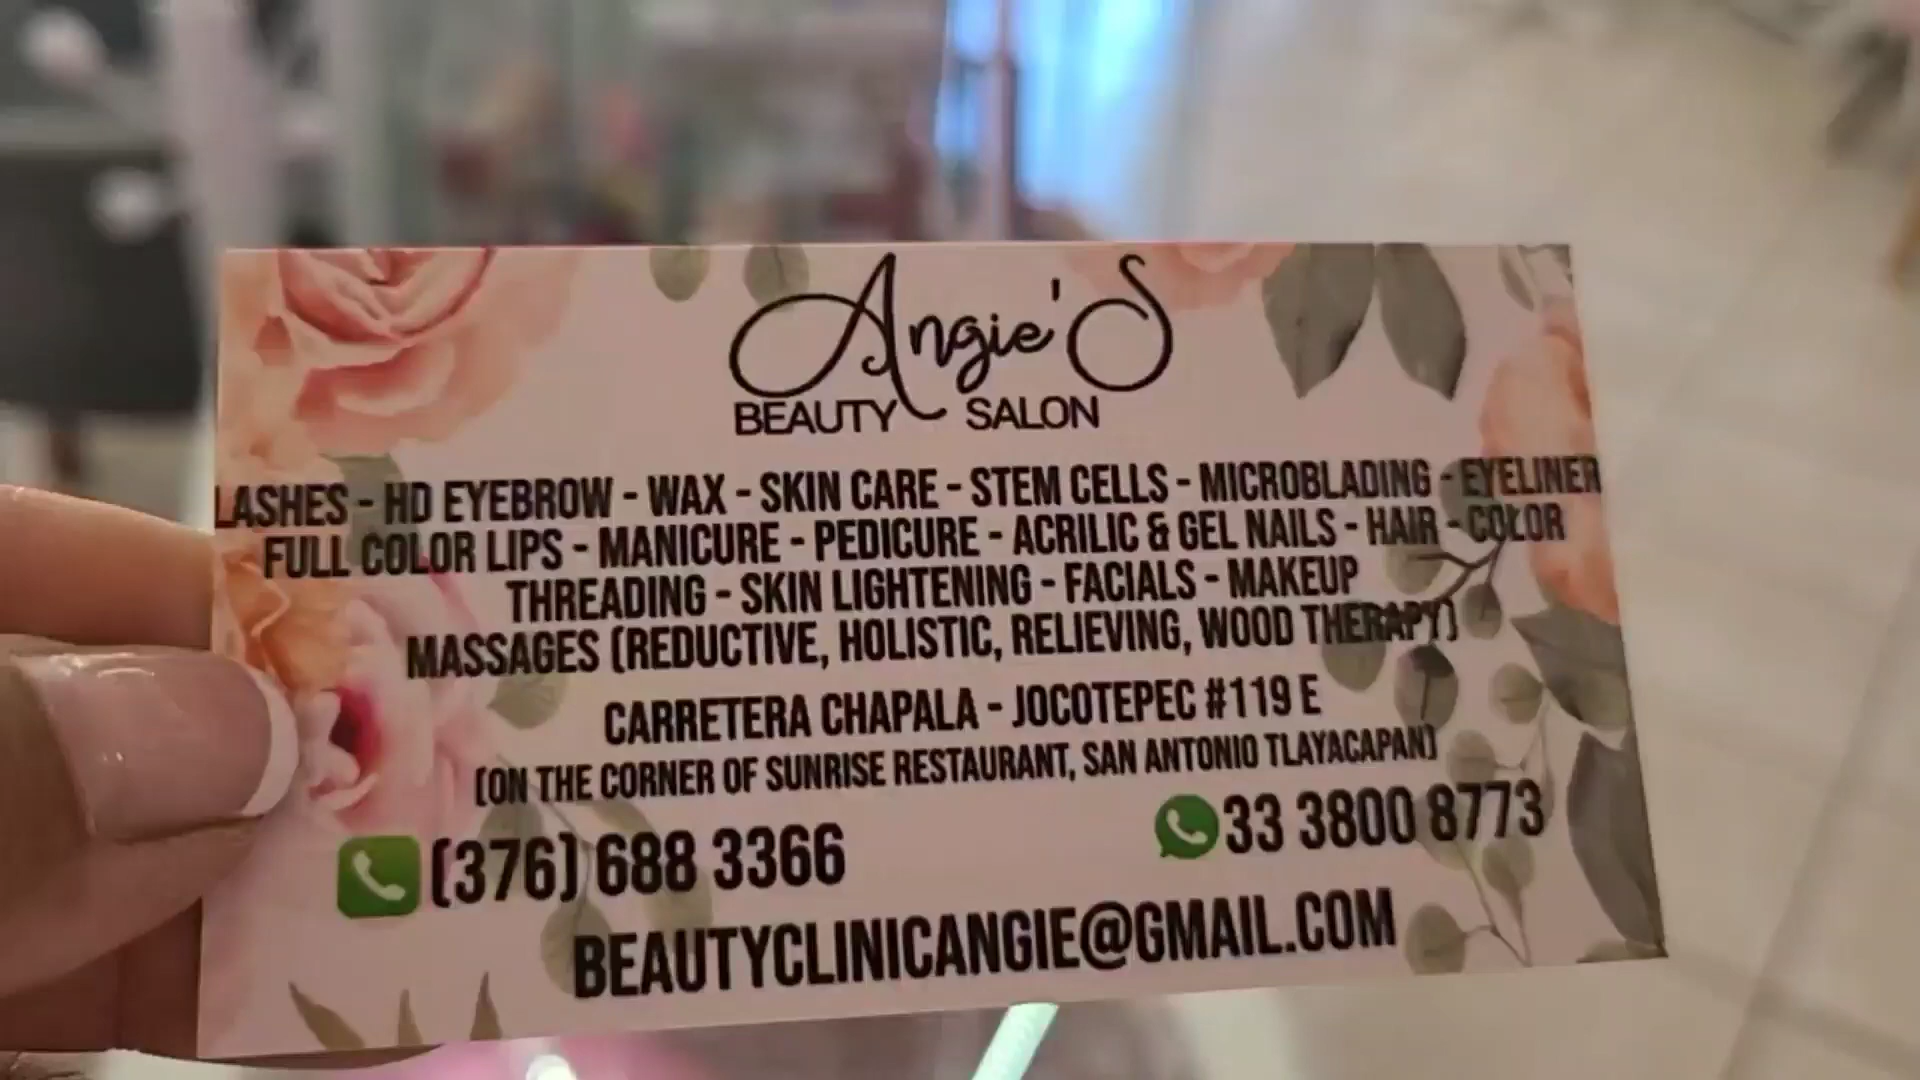 Angie'S
BEAUTY SALON
LASHES - HD EYEBROW - WAX - SKIN CARE - STEM CELLS - MICROBLADING - EYELINER
FULL COLOR LIPS - MANICURE - PEDICURE - ACRILIC & GEL NAILS - HAIR - COLOR
THREADING - SKIN LIGHTENING - FACIALS - MAKEUP
MASSAGES (REDUCTIVE, HOLISTIC, RELIEVING, WOOD THERAPY)
CARRETERA CHAPALA - JOCOTEPEC #119 E
(ON THE CORNER OF SUNRISE RESTAURANT, SAN ANTONIO TLAYACAPAN)
(376) 688 3366
33 3800 8773
BEAUTYCLINICANGIE@GMAIL.COM